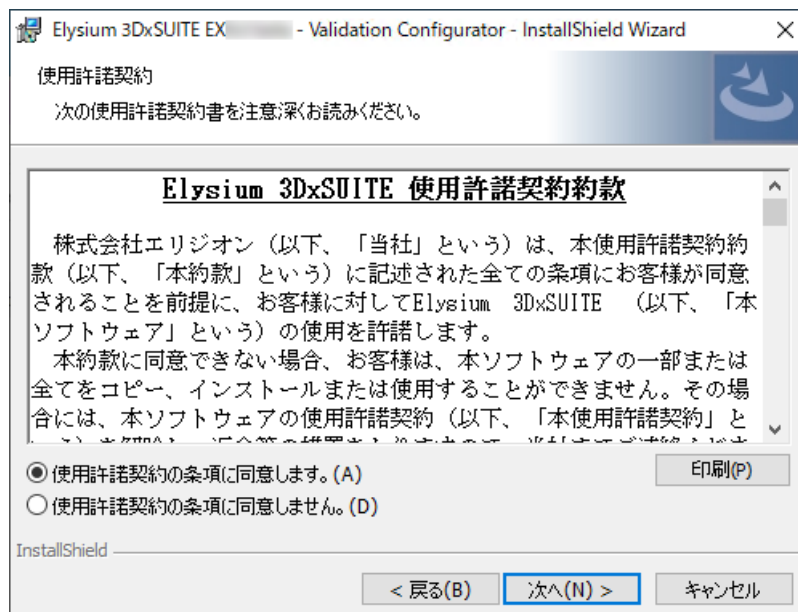 Elysium 3DxSUITE EX - Validation Configurator - InstallShield Wizard
使用許諾契約
次の使用許諾契約書を注意深くお読みください。
Elysium 3DxSUITE 使用許諾契約約款
株式会社エリジオン（以下、「当社」という）は、本使用許諾契約約
款（以下、「本約款」という）に記述された全ての条項にお客様が同意
されることを前提に、お客様に対してElysium 3DxSUITE （以下、「本
ソフトウェア」という）の使用を許諾します。
本約款に同意できない場合、お客様は、本ソフトウェアの一部または
全てをコピー、インストールまたは使用することができません。その場
合には、本ソフトウェアの使用許諾契約（以下、「本使用許諾契約」と
使用許諾契約の条項に同意します。(A)
印刷(P)
使用許諾契約の条項に同意しません。(D)
InstallShield
< 戻る(B)
次へ(N) >
キャンセル